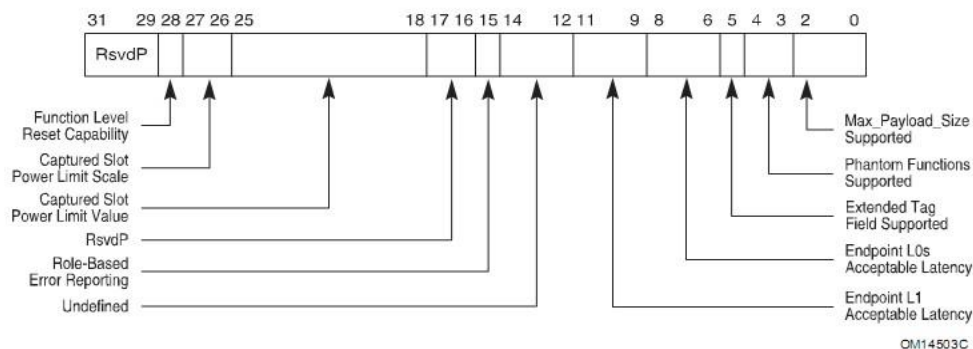 31 29 28 27 26 25 18 17 16 15 14 12 11 9 8 6 5 4 3 2 0
RsvdP
Function Level
Reset Capability
Captured Slot
Power Limit Scale
Captured Slot
Power Limit Value
RsvdP
Role-Based
Error Reporting
Undefined
Max_Payload_Size
Supported
Phantom Functions
Supported
Extended Tag
Field Supported
Endpoint L0s
Acceptable Latency
Endpoint L1
Acceptable Latency
OM14503C